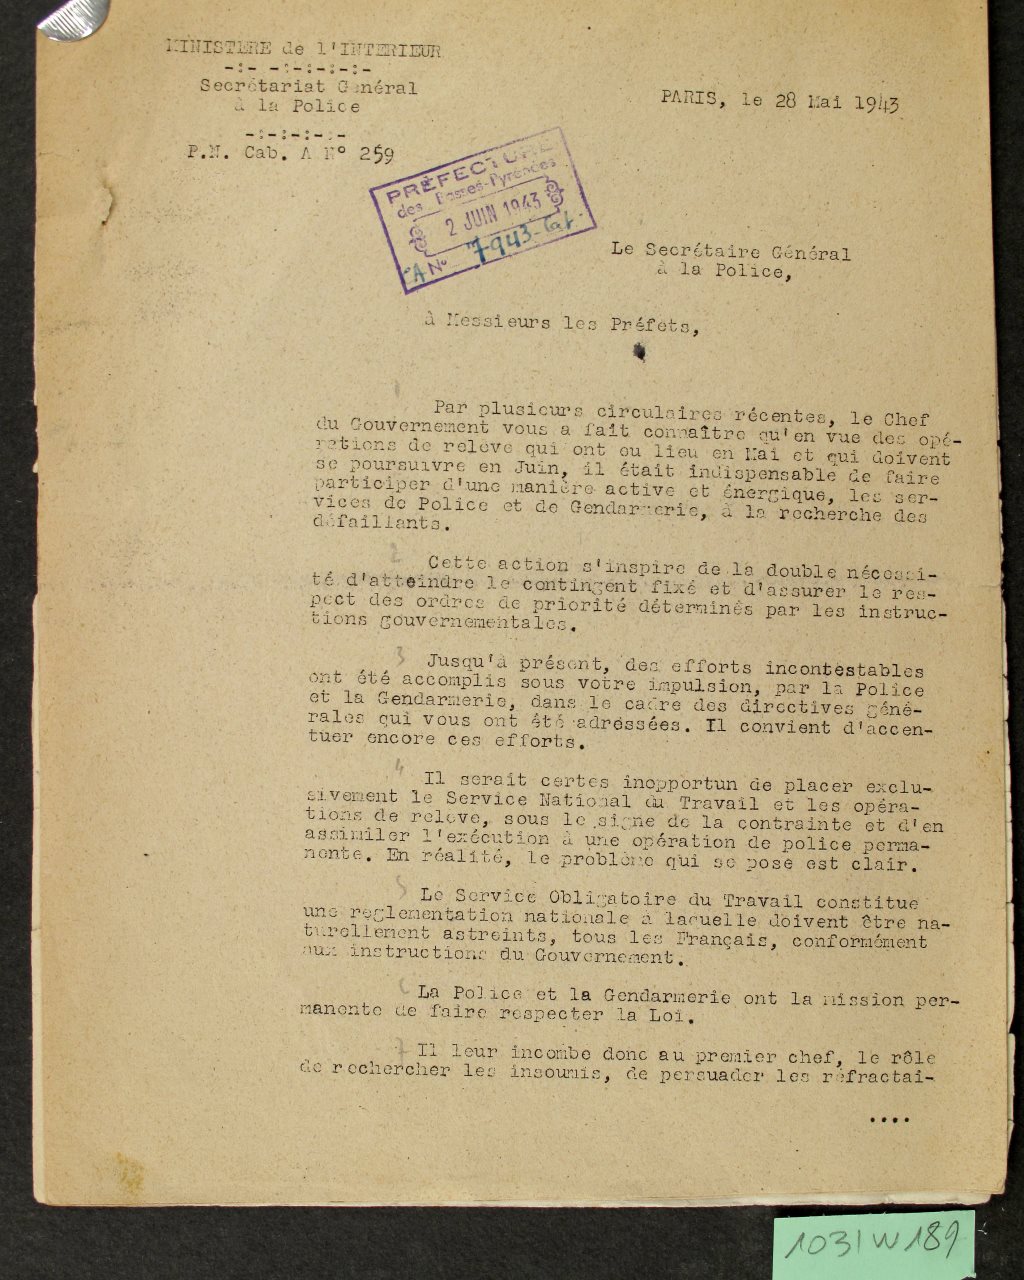 MINISTERE de l'INTERIEUR
-:- -:-:-:-:-
Secrétariat Général
à la Police
-:-:-:-:-
P.N. Cab. A N° 259
PARIS, le 28 Mai 1943
PRÉFECTURE
des Basses-Pyrénées
2 JUIN 1943
A N° 7943-Cab.
Le Secrétaire Général
à la Police,
à Messieurs les Préfets,
1 Par plusieurs circulaires récentes, le Chef
du Gouvernement vous a fait connaître qu'en vue des opé-
rations de relève qui ont eu lieu en Mai et qui doivent
se poursuivre en Juin, il était indispensable de faire
participer d'une manière active et énergique, les ser-
vices de Police et de Gendarmerie, à la recherche des
défaillants.
2 Cette action s'inspire de la double nécessi-
té d'atteindre le contingent fixé et d'assurer le res-
pect des ordres de priorité déterminés par les instruc-
tions gouvernementales.
3 Jusqu'à présent, des efforts incontestables
ont été accomplis sous votre impulsion, par la Police
et la Gendarmerie, dans le cadre des directives géné-
rales qui vous ont été adressées. Il convient d'accen-
tuer encore ces efforts.
4 Il serait certes inopportun de placer exclu-
sivement le Service National du Travail et les opéra-
tions de relève, sous le signe de la contrainte et d'en
assimiler l'exécution à une opération de police perma-
nente. En réalité, le problème qui se pose est clair.
5 Le Service Obligatoire du Travail constitue
une reglementation nationale à laquelle doivent être na-
turellement astreints, tous les Français, conformément
aux instructions du Gouvernement.
6 La Police et la Gendarmerie ont la mission per-
manente de faire respecter la Loi.
7 Il leur incombe donc au premier chef, le rôle
de rechercher les insoumis, de persuader les réfractai-
....
1031W189